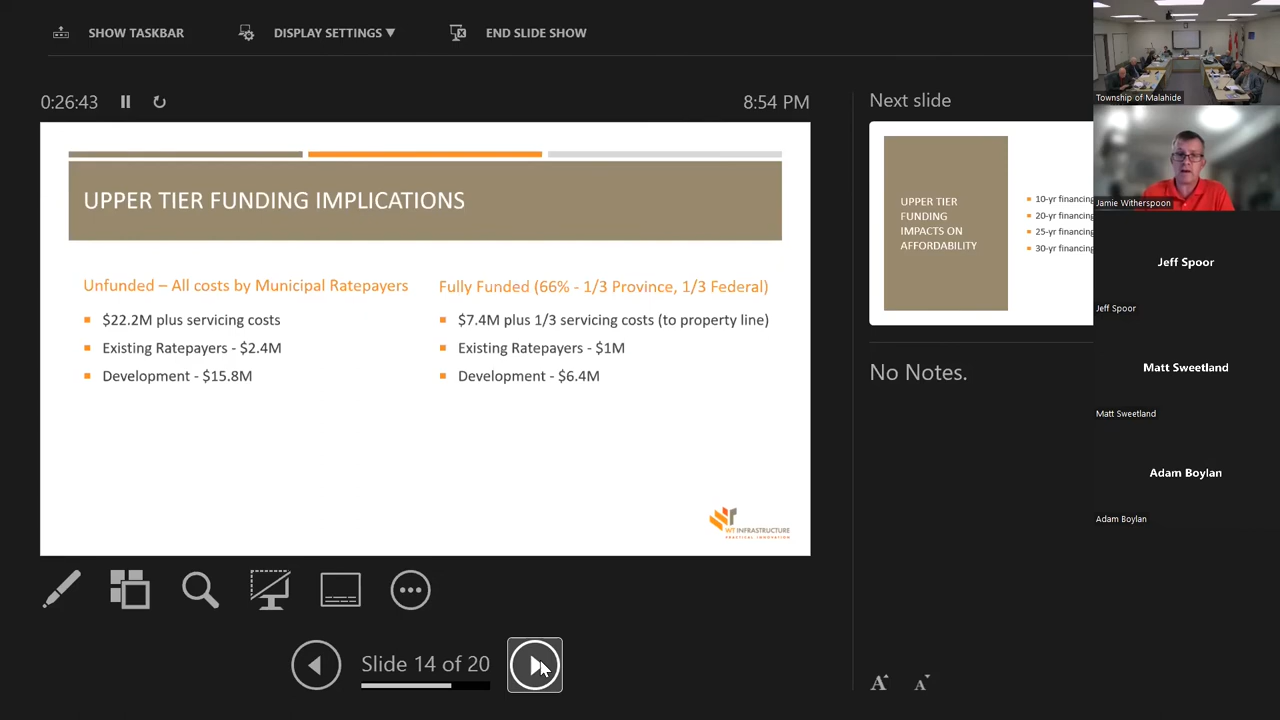 SHOW TASKBAR
DISPLAY SETTINGS ▼
END SLIDE SHOW
0:26:43
8:54 PM
UPPER TIER FUNDING IMPLICATIONS
Unfunded – All costs by Municipal Ratepayers
$22.2M plus servicing costs
Existing Ratepayers - $2.4M
Development - $15.8M
Fully Funded (66% - 1/3 Province, 1/3 Federal)
$7.4M plus 1/3 servicing costs (to property line)
Existing Ratepayers - $1M
Development - $6.4M
WT INFRASTRUCTURE
PRACTICAL INNOVATION
Slide 14 of 20
Next slide
UPPER TIER
FUNDING
IMPACTS ON
AFFORDABILITY
10-yr financing
20-yr financing
25-yr financing
30-yr financing
No Notes.
A A
Township of Malahide
Jamie Witherspoon
Jeff Spoor
Jeff Spoor
Matt Sweetland
Matt Sweetland
Adam Boylan
Adam Boylan